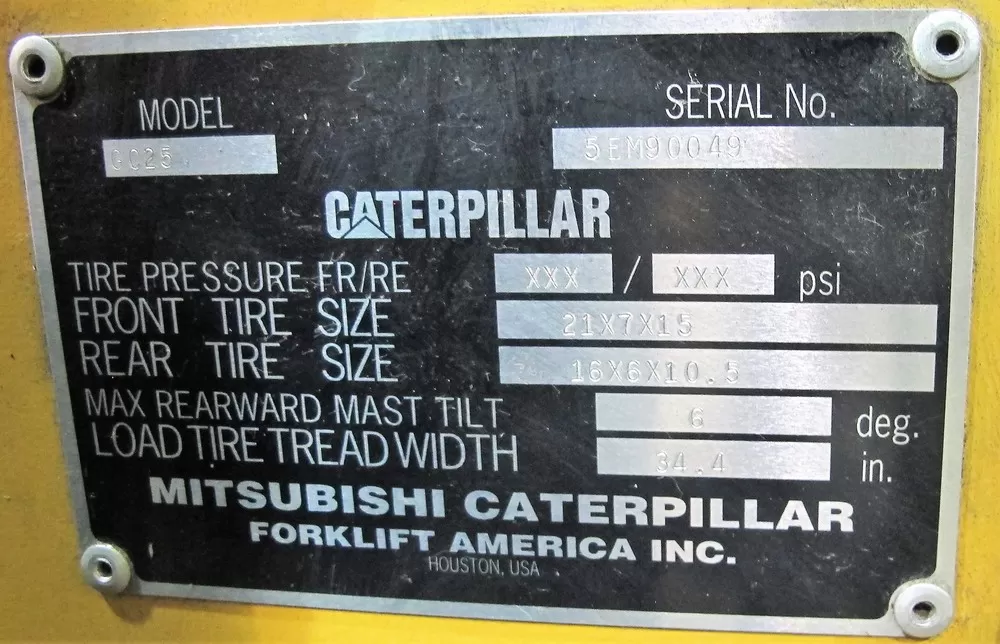 MODEL
GC25
SERIAL No.
5EM90049
CATERPILLAR
TIRE PRESSURE FR/RE XXX / XXX psi
FRONT TIRE SIZE 21X7X15
REAR TIRE SIZE 16X6X10.5
MAX REARWARD MAST TILT 6 deg.
LOAD TIRE TREAD WIDTH 34.4 in.
MITSUBISHI CATERPILLAR
FORKLIFT AMERICA INC.
HOUSTON, USA